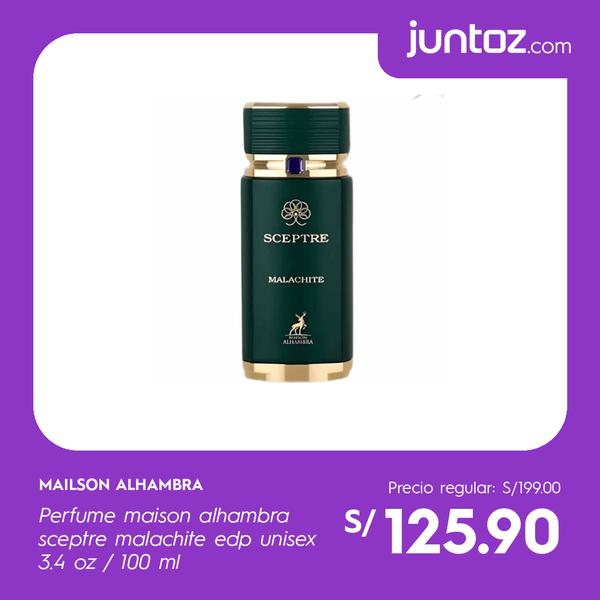 juntoz.com
SCEPTRE
MALACHITE
MAISON
ALHAMBRA
MAILSON ALHAMBRA
Perfume maison alhambra
sceptre malachite edp unisex
3.4 oz / 100 ml
Precio regular: S/199.00
S/125.90